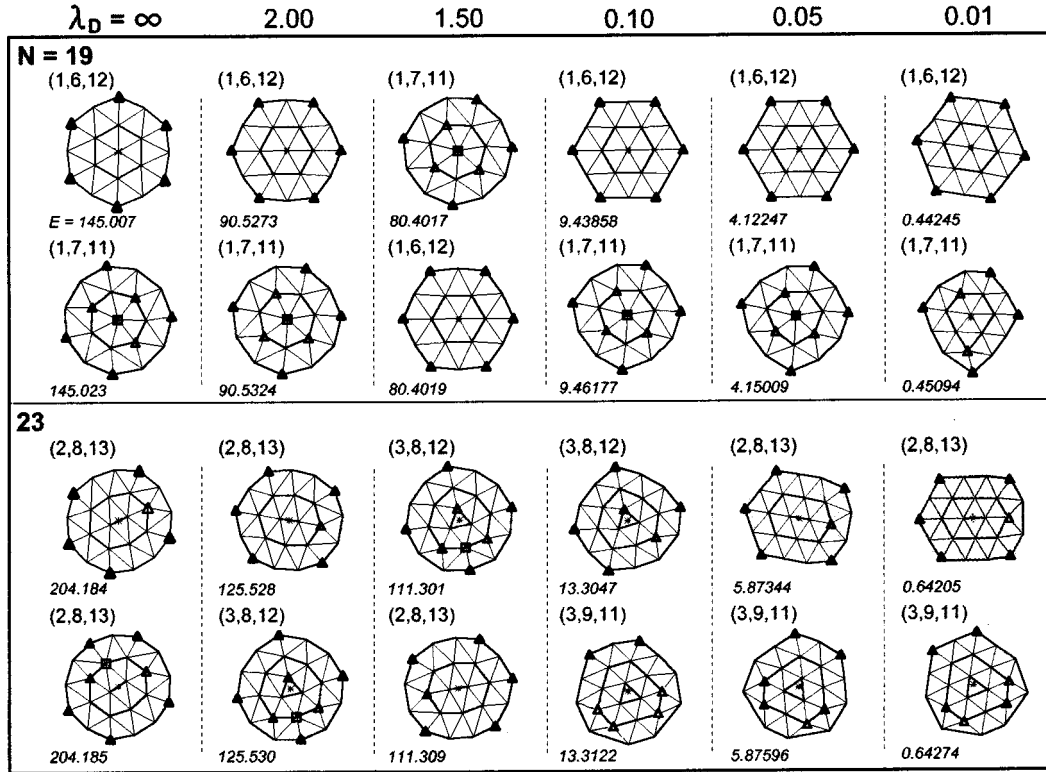 λ_D = ∞ 2.00 1.50 0.10 0.05 0.01
N = 19
(1,6,12) (1,6,12) (1,7,11) (1,6,12) (1,6,12) (1,6,12)
E = 145.007 90.5273 80.4017 9.43858 4.12247 0.44245
(1,7,11) (1,7,11) (1,6,12) (1,7,11) (1,7,11) (1,7,11)
145.023 90.5324 80.4019 9.46177 4.15009 0.45094
23
(2,8,13) (2,8,13) (3,8,12) (3,8,12) (2,8,13) (2,8,13)
204.184 125.528 111.301 13.3047 5.87344 0.64205
(2,8,13) (3,8,12) (2,8,13) (3,9,11) (3,9,11) (3,9,11)
204.185 125.530 111.309 13.3122 5.87596 0.64274